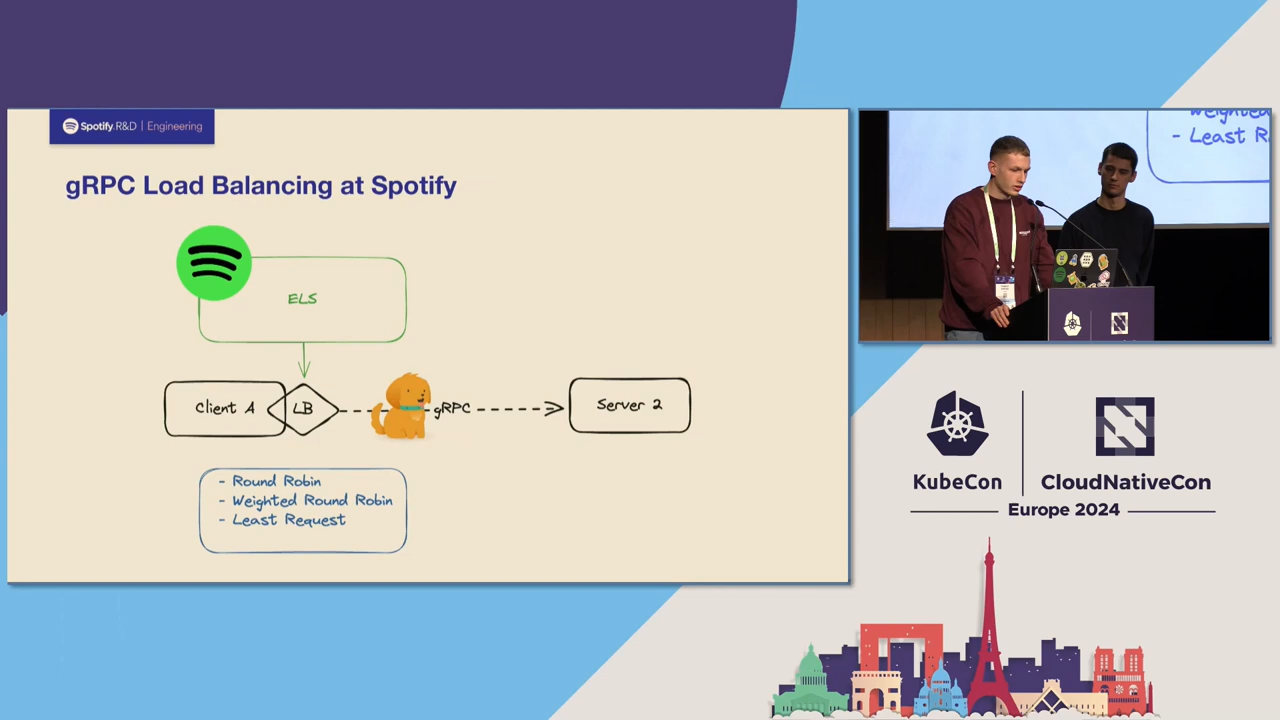 Spotify R&D | Engineering
gRPC Load Balancing at Spotify
ELS
Client A
LB
gRPC
Server 2
- Round Robin
- Weighted Round Robin
- Least Request
Weighted
- Least R
KubeCon
CloudNativeCon
Europe 2024